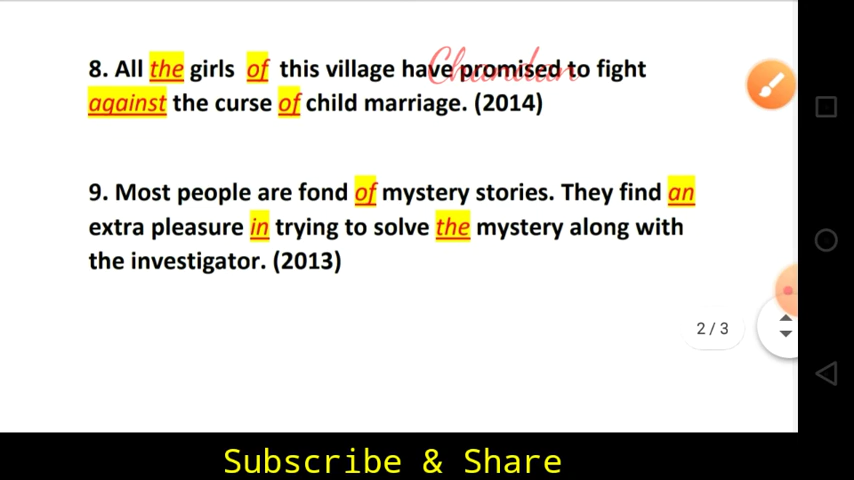 8. All the girls of this village have promised to fight
against the curse of child marriage. (2014)
Chandan
9. Most people are fond of mystery stories. They find an
extra pleasure in trying to solve the mystery along with
the investigator. (2013)
2 / 3
Subscribe & Share